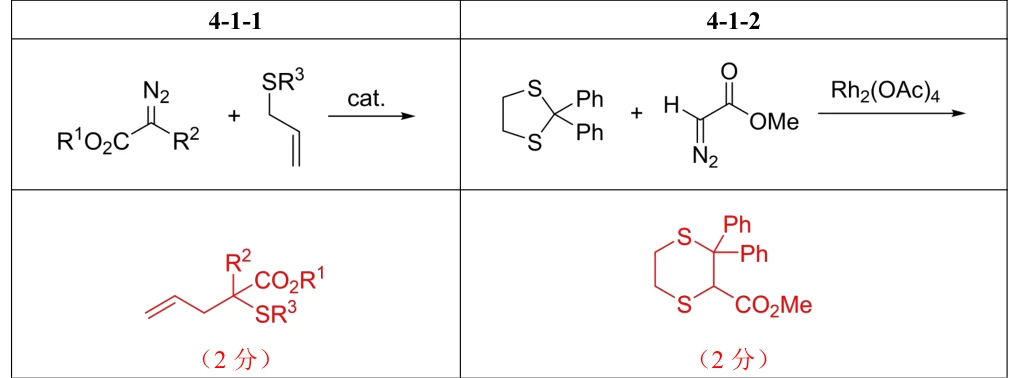 4-1-1
4-1-2
N2
R1O2C
R2
+
SR3
cat.
S
S
Ph
Ph
+
H
O
OMe
N2
Rh2(OAc)4
R2
CO2R1
SR3
(2 分)
S
S
Ph
Ph
CO2Me
(2 分)